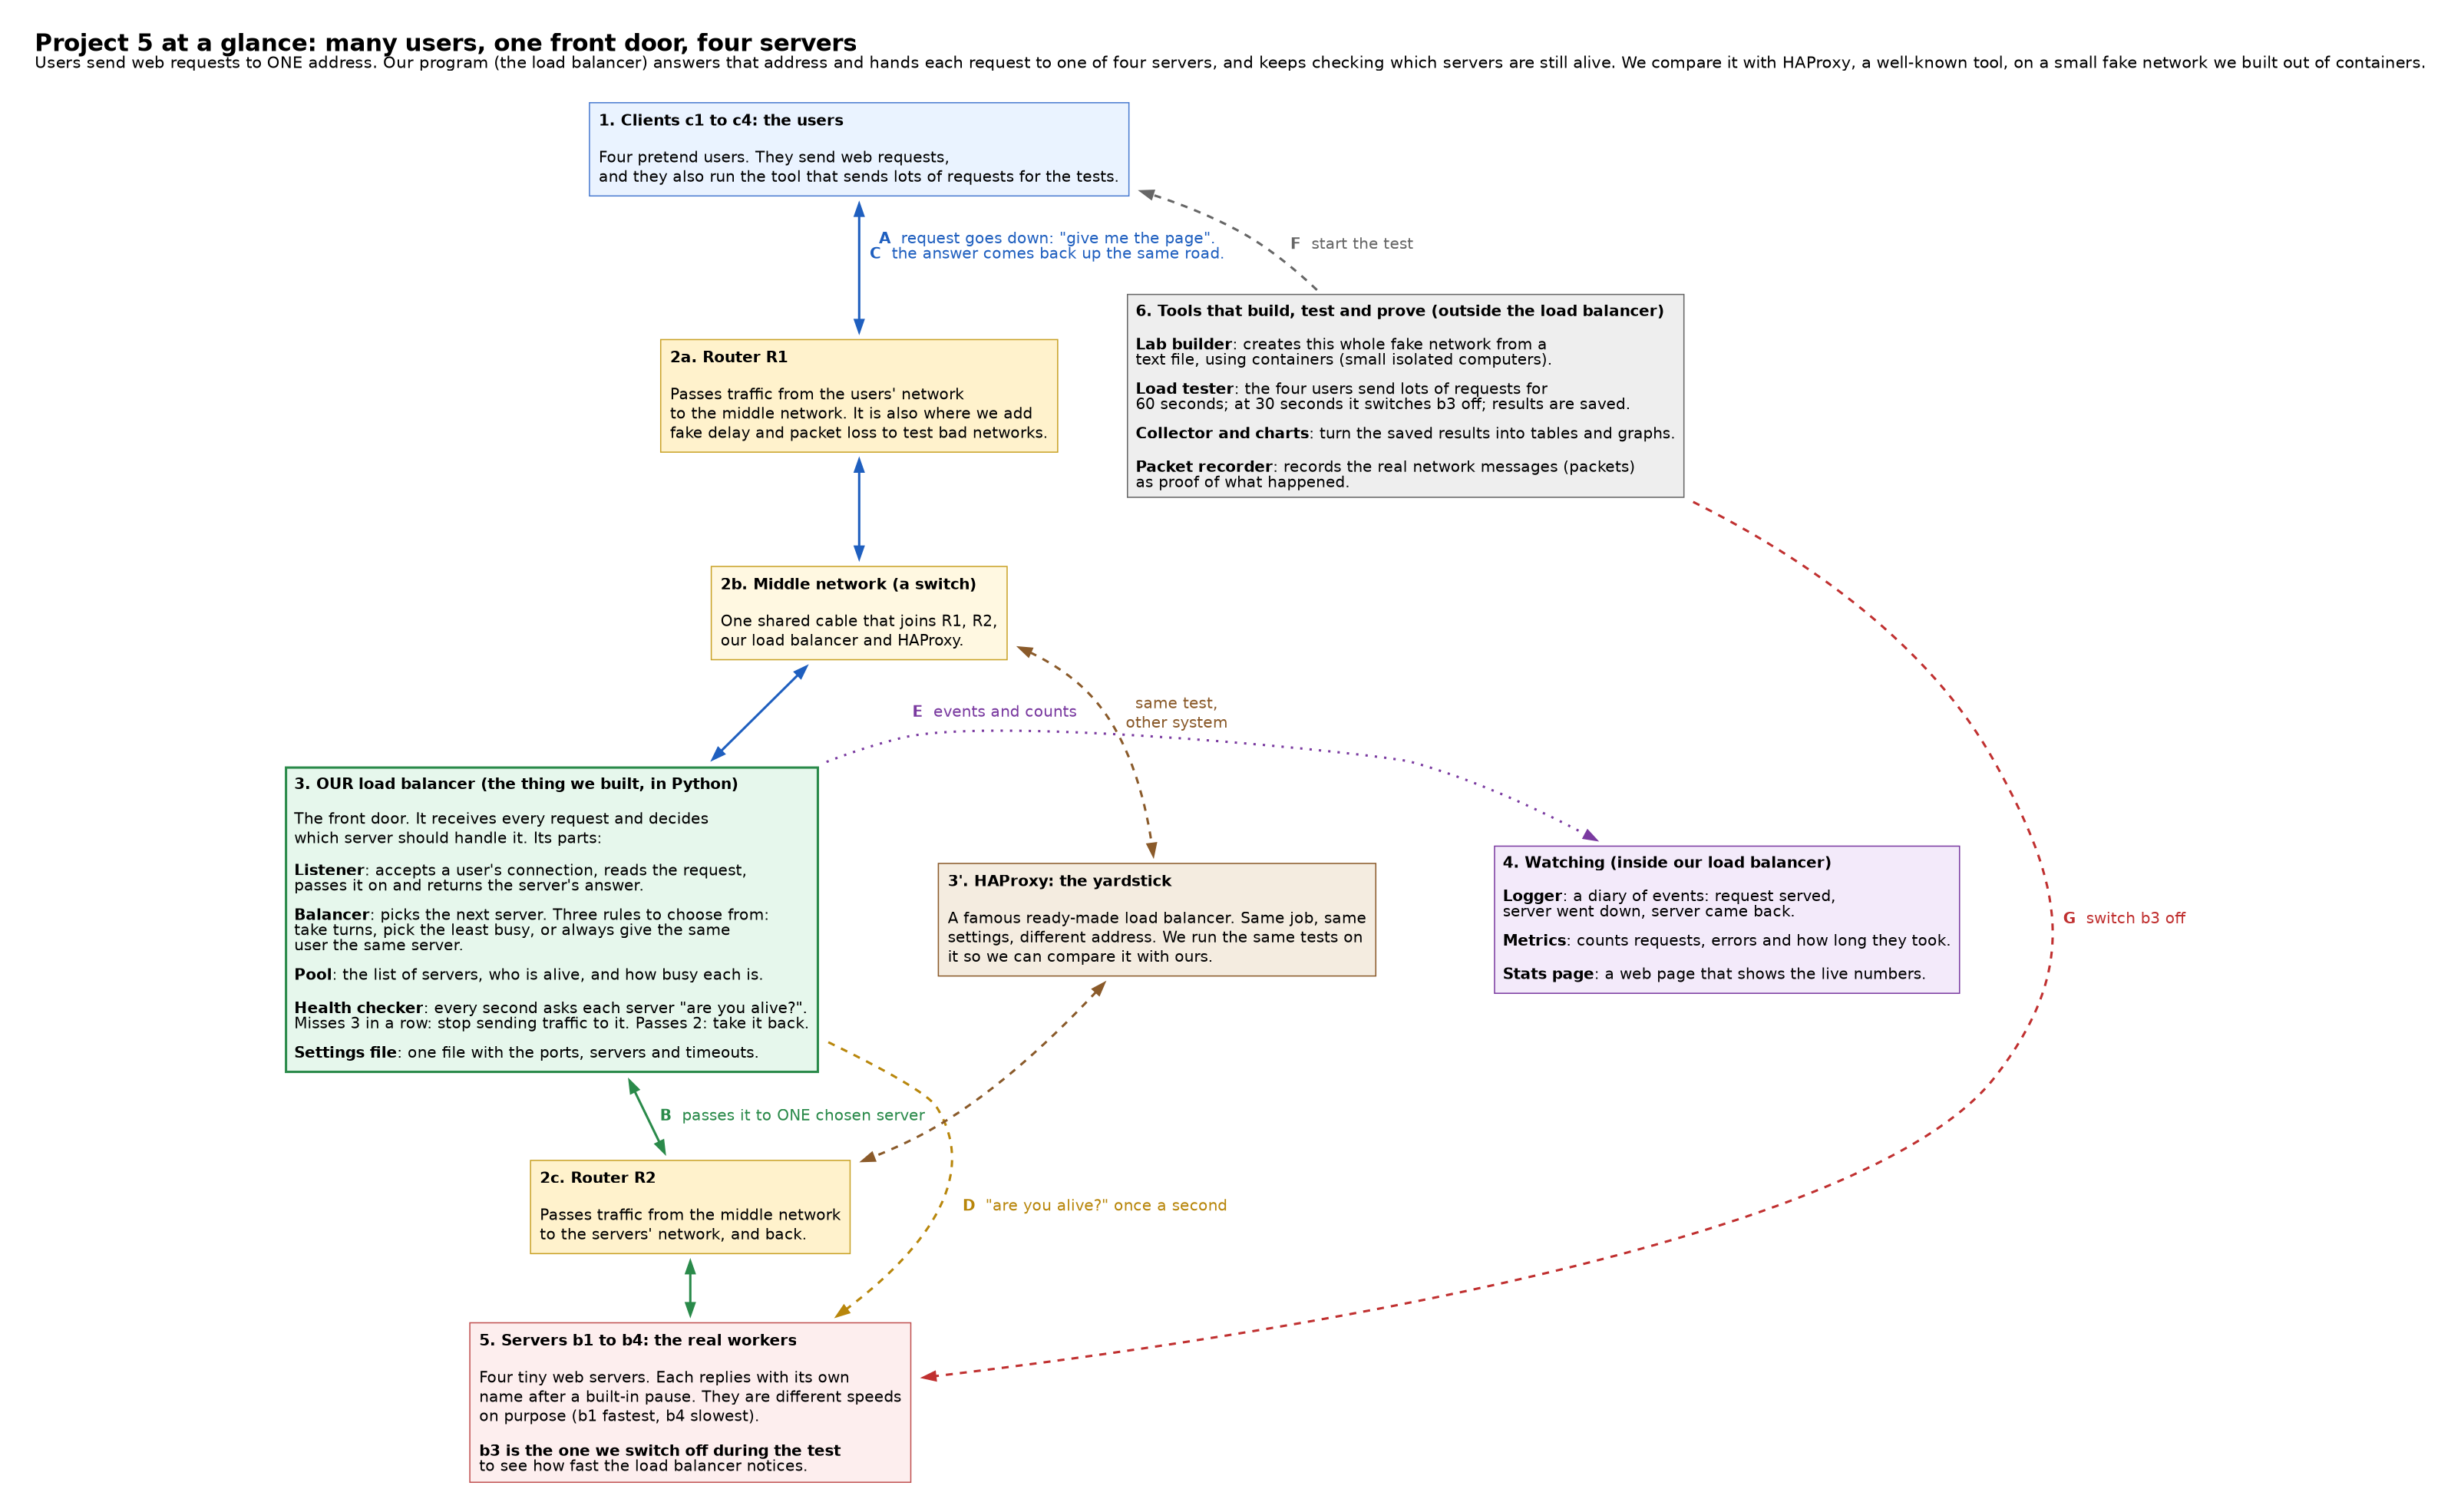 Project 5 at a glance: many users, one front door, four servers
Users send web requests to ONE address. Our program (the load balancer) answers that address and hands each request to one of four servers, and keeps checking which servers are still alive. We compare it with HAProxy, a well-known tool, on a small fake network we built out of containers.
1. Clients c1 to c4: the users
Four pretend users. They send web requests,
and they also run the tool that sends lots of requests for the tests.
A request goes down: "give me the page".
C the answer comes back up the same road.
F start the test
6. Tools that build, test and prove (outside the load balancer)
Lab builder: creates this whole fake network from a
text file, using containers (small isolated computers).
Load tester: the four users send lots of requests for
60 seconds; at 30 seconds it switches b3 off; results are saved.
Collector and charts: turn the saved results into tables and graphs.
Packet recorder: records the real network messages (packets)
as proof of what happened.
2a. Router R1
Passes traffic from the users' network
to the middle network. It is also where we add
fake delay and packet loss to test bad networks.
2b. Middle network (a switch)
One shared cable that joins R1, R2,
our load balancer and HAProxy.
E events and counts
same test,
other system
3. OUR load balancer (the thing we built, in Python)
The front door. It receives every request and decides
which server should handle it. Its parts:
Listener: accepts a user's connection, reads the request,
passes it on and returns the server's answer.
Balancer: picks the next server. Three rules to choose from:
take turns, pick the least busy, or always give the same
user the same server.
Pool: the list of servers, who is alive, and how busy each is.
Health checker: every second asks each server "are you alive?".
Misses 3 in a row: stop sending traffic to it. Passes 2: take it back.
Settings file: one file with the ports, servers and timeouts.
3'. HAProxy: the yardstick
A famous ready-made load balancer. Same job, same
settings, different address. We run the same tests on
it so we can compare it with ours.
4. Watching (inside our load balancer)
Logger: a diary of events: request served,
server went down, server came back.
Metrics: counts requests, errors and how long they took.
Stats page: a web page that shows the live numbers.
G switch b3 off
B passes it to ONE chosen server
2c. Router R2
Passes traffic from the middle network
to the servers' network, and back.
D "are you alive?" once a second
5. Servers b1 to b4: the real workers
Four tiny web servers. Each replies with its own
name after a built-in pause. They are different speeds
on purpose (b1 fastest, b4 slowest).
b3 is the one we switch off during the test
to see how fast the load balancer notices.